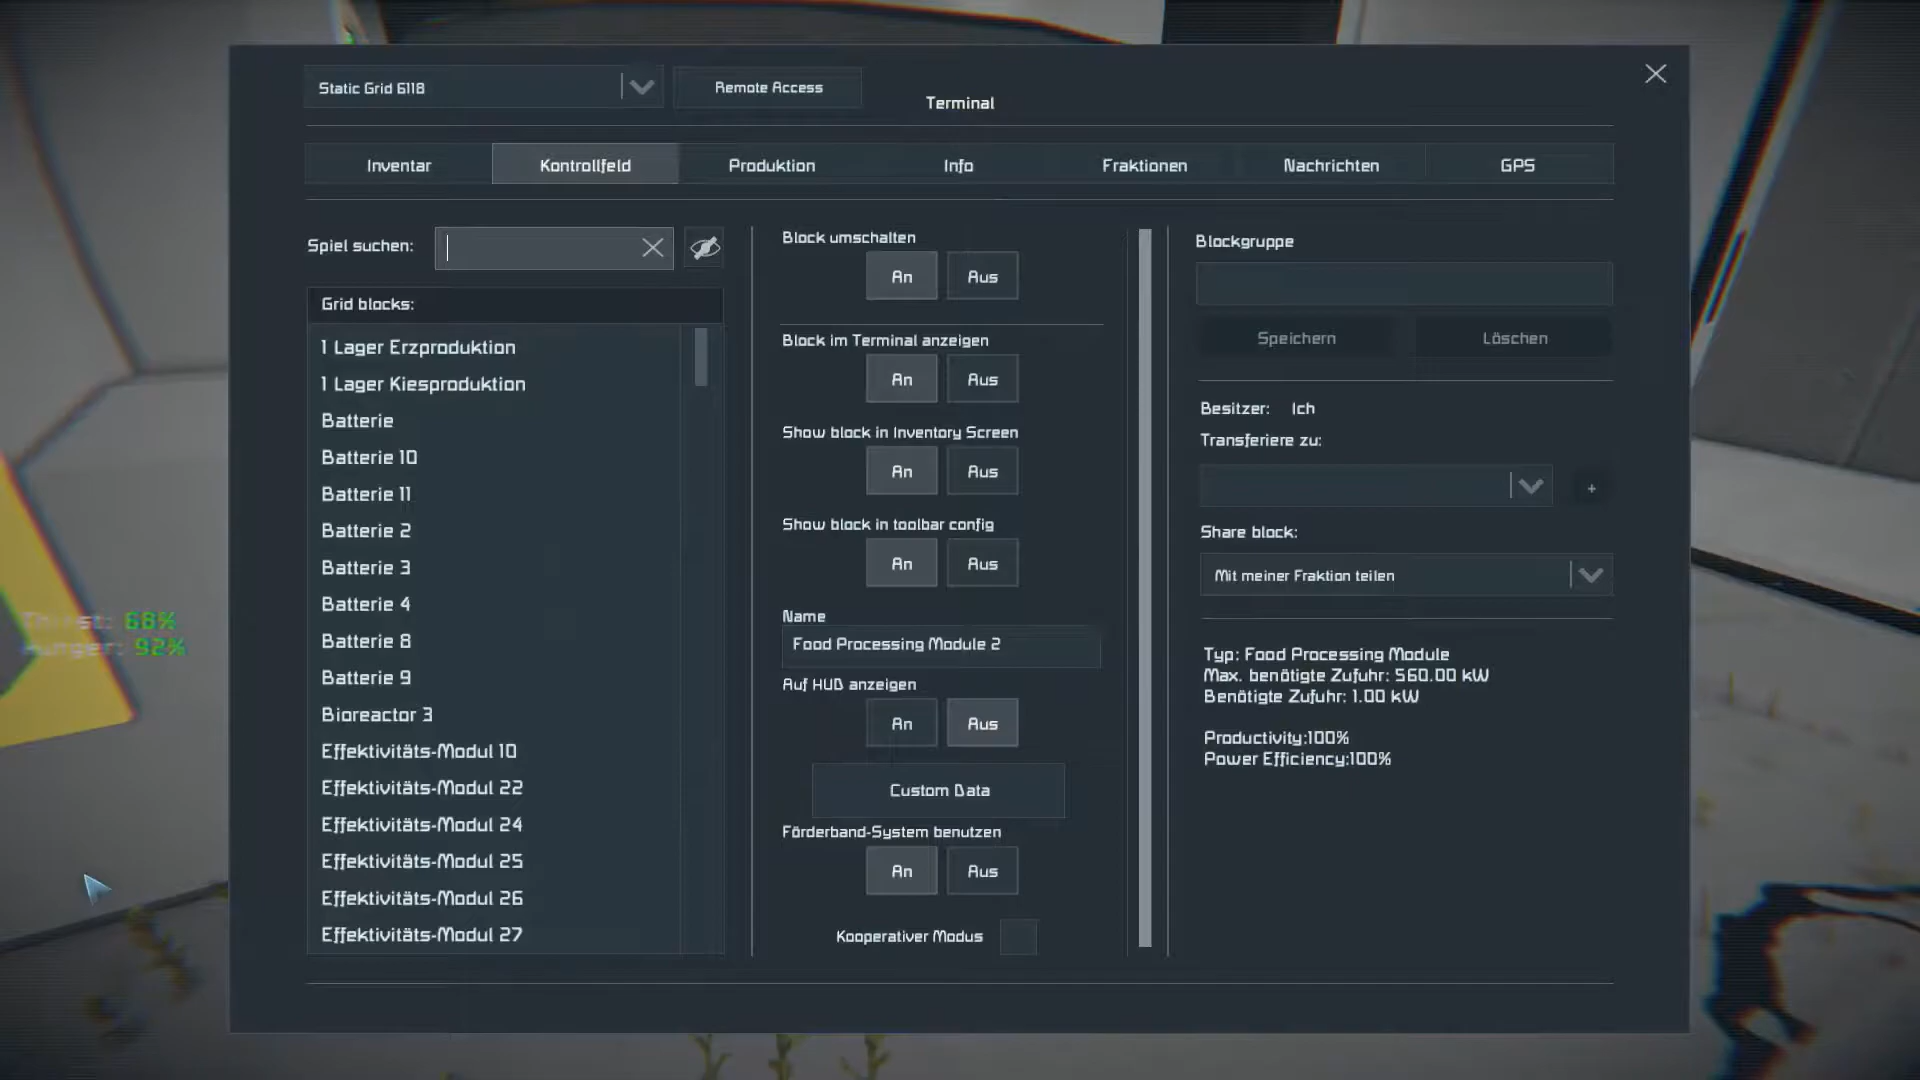 Static Grid 6118
Remote Access
Terminal
Inventar
Kontrollfeld
Produktion
Info
Fraktionen
Nachrichten
GPS
Spiel suchen:
Grid blocks:
1 Lager Erzproduktion
1 Lager Kiesproduktion
Batterie
Batterie 10
Batterie 11
Batterie 2
Batterie 3
Batterie 4
Batterie 8
Batterie 9
Bioreactor 3
Effektivitäts-Modul 10
Effektivitäts-Modul 22
Effektivitäts-Modul 24
Effektivitäts-Modul 25
Effektivitäts-Modul 26
Effektivitäts-Modul 27
Block umschalten
An Aus
Block im Terminal anzeigen
An Aus
Show block in Inventory Screen
An Aus
Show block in toolbar config
An Aus
Name
Food Processing Module 2
Auf HUD anzeigen
An Aus
Custom Data
Förderband-System benutzen
An Aus
Kooperativer Modus
Blockgruppe
Speichern Löschen
Besitzer: Ich
Transferiere zu:
+
Share block:
Mit meiner Fraktion teilen
Typ: Food Processing Module
Max. benötigte Zufuhr: 560.00 kW
Benötigte Zufuhr: 1.00 kW
Productivity:100%
Power Efficiency:100%
Thirst: 68%
Hunger: 92%